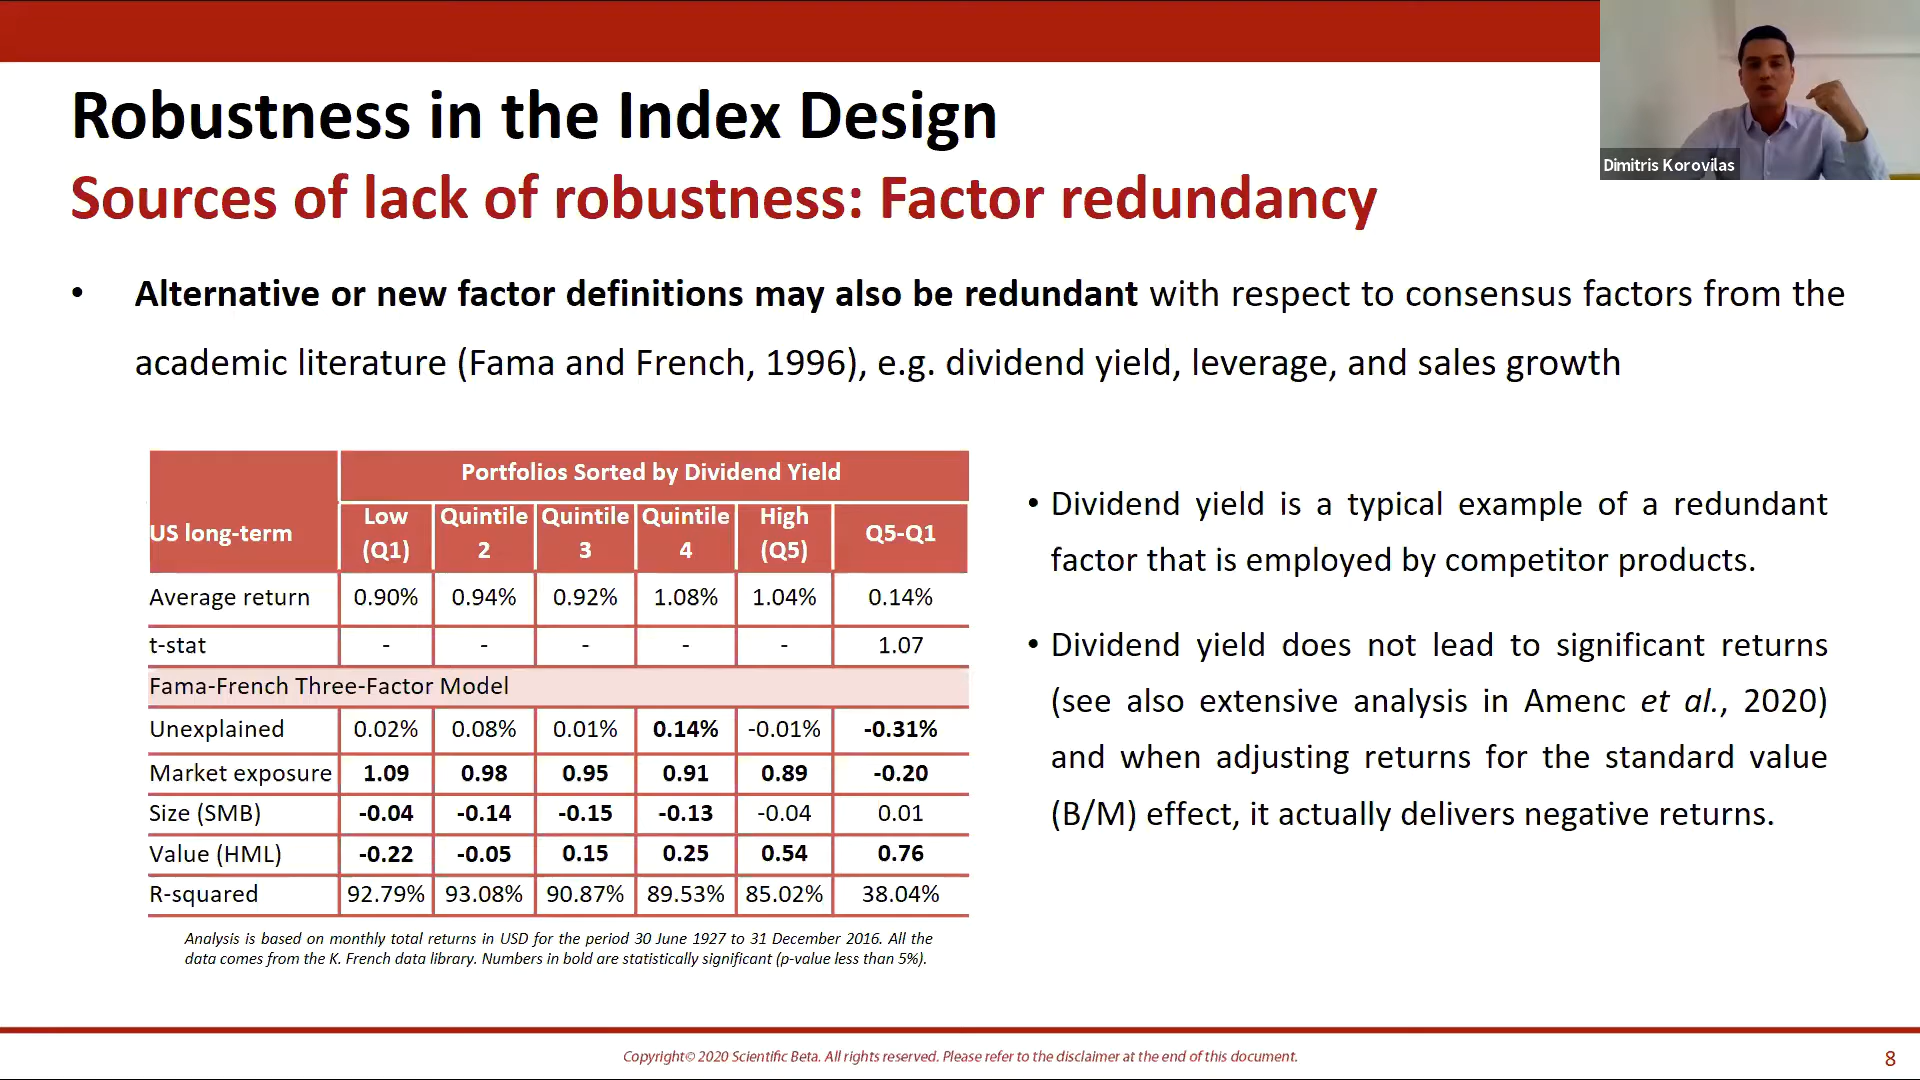 Dimitris Korovilas
Robustness in the Index Design
Sources of lack of robustness: Factor redundancy
• Alternative or new factor definitions may also be redundant with respect to consensus factors from the
academic literature (Fama and French, 1996), e.g. dividend yield, leverage, and sales growth
Portfolios Sorted by Dividend Yield
US long-term Low (Q1) Quintile 2 Quintile 3 Quintile 4 High (Q5) Q5-Q1
Average return 0.90% 0.94% 0.92% 1.08% 1.04% 0.14%
t-stat - - - - - 1.07
Fama-French Three-Factor Model
Unexplained 0.02% 0.08% 0.01% 0.14% -0.01% -0.31%
Market exposure 1.09 0.98 0.95 0.91 0.89 -0.20
Size (SMB) -0.04 -0.14 -0.15 -0.13 -0.04 0.01
Value (HML) -0.22 -0.05 0.15 0.25 0.54 0.76
R-squared 92.79% 93.08% 90.87% 89.53% 85.02% 38.04%
Analysis is based on monthly total returns in USD for the period 30 June 1927 to 31 December 2016. All the
data comes from the K. French data library. Numbers in bold are statistically significant (p-value less than 5%).
• Dividend yield is a typical example of a redundant
factor that is employed by competitor products.
• Dividend yield does not lead to significant returns
(see also extensive analysis in Amenc et al., 2020)
and when adjusting returns for the standard value
(B/M) effect, it actually delivers negative returns.
Copyright© 2020 Scientific Beta. All rights reserved. Please refer to the disclaimer at the end of this document.
8